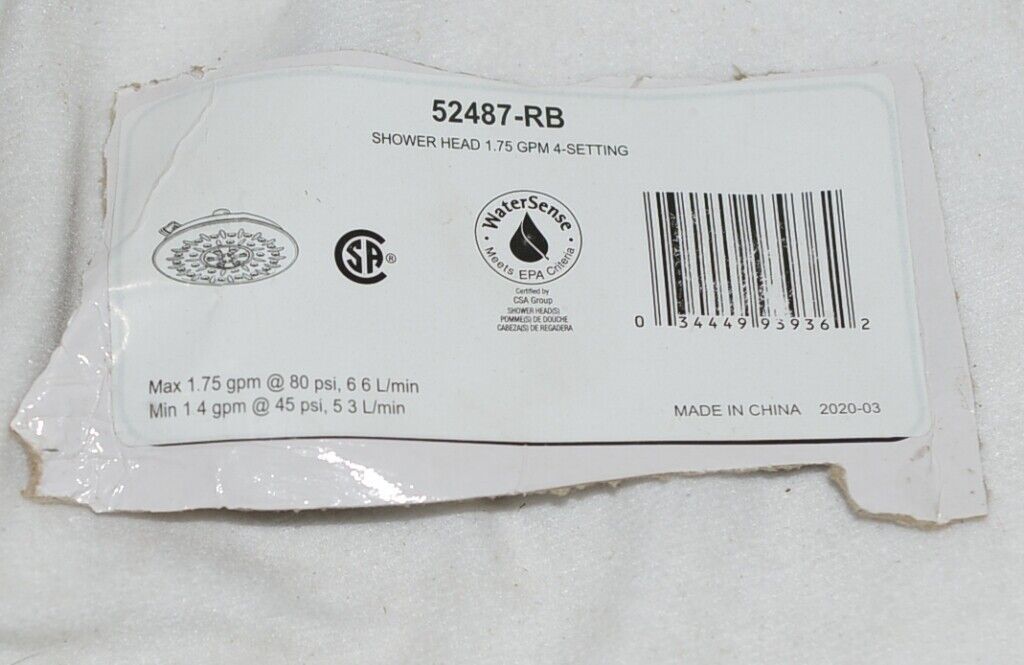 52487-RB
SHOWER HEAD 1.75 GPM 4-SETTING
CSA®
· WaterSense ·
Meets EPA Criteria
Certified by
CSA Group
SHOWER HEAD(S)
POMME(S) DE DOUCHE
CABEZA(S) DE REGADERA
0 34449 93936 2
Max 1.75 gpm @ 80 psi, 6 6 L/min
Min 1 4 gpm @ 45 psi, 5 3 L/min
MADE IN CHINA 2020-03